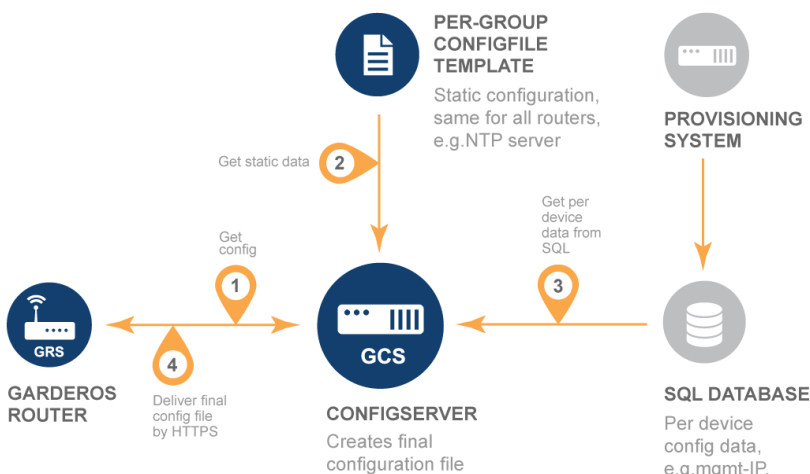 PER-GROUP
CONFIGFILE
TEMPLATE
Static configuration,
same for all routers,
e.g.NTP server
PROVISIONING
SYSTEM
Get static data
2
Get per
device
data from
SQL
3
Get
config
1
GRS
GARDEROS
ROUTER
4
Deliver final
config file
by HTTPS
GCS
CONFIGSERVER
Creates final
configuration file
SQL DATABASE
Per device
config data,
e.g.mgmt-IP,